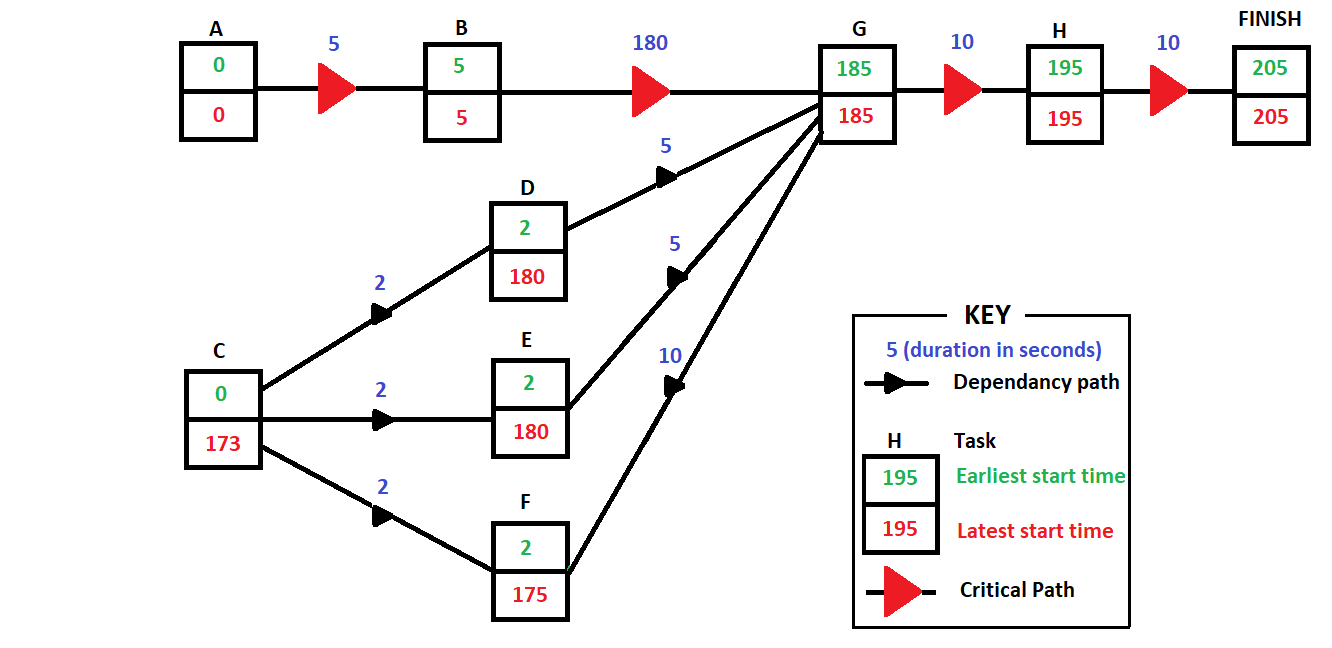 FINISH
A
B
G
H
5
180
10
10
0
0
5
5
185
185
195
195
205
205
5
D
2
180
5
2
C
0
173
E
2
180
2
10
2
F
2
175
KEY
5 (duration in seconds)
Dependancy path
H
Task
195
Earliest start time
195
Latest start time
Critical Path